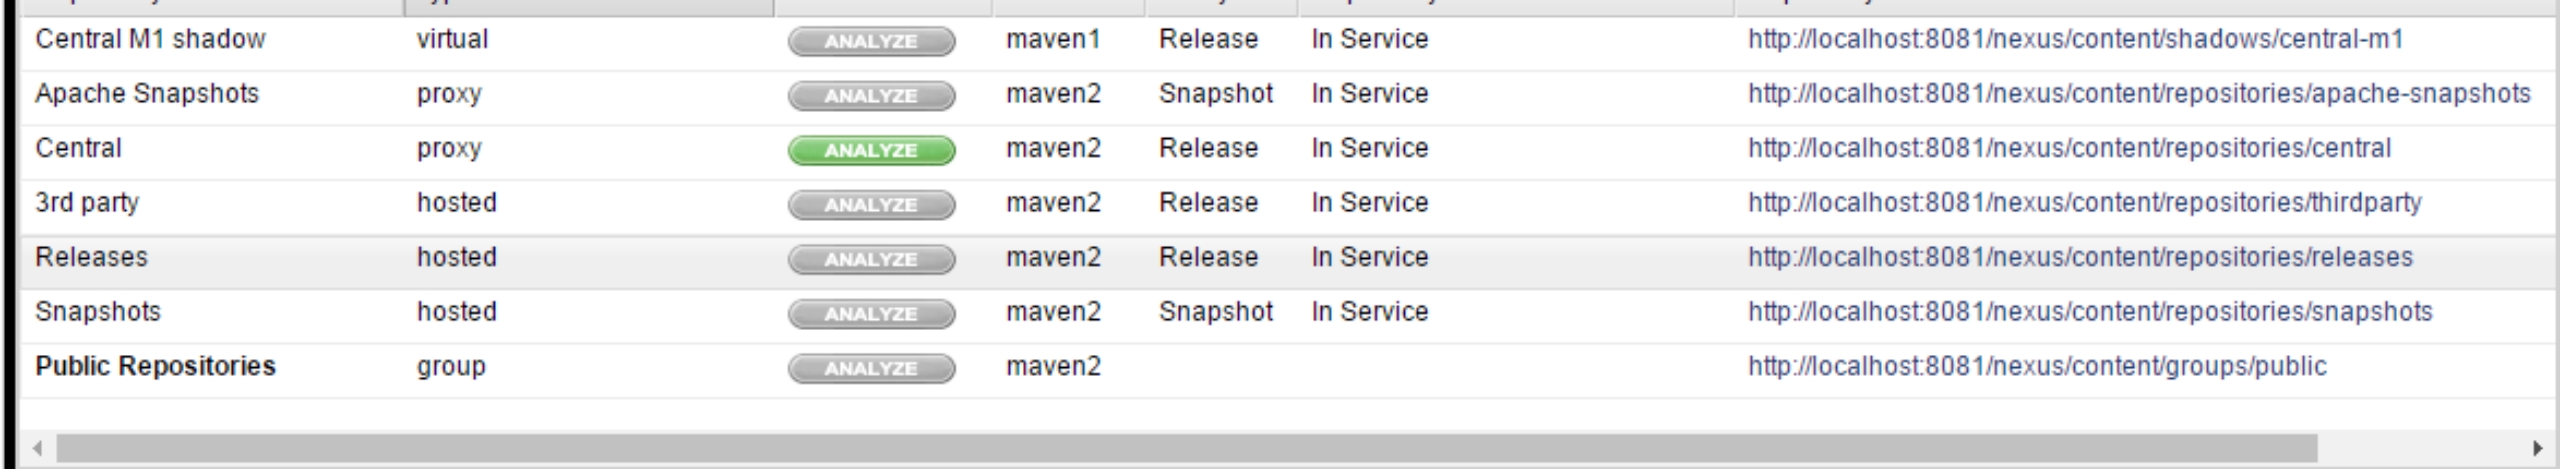 Central M1 shadow virtual ANALYZE maven1 Release In Service http://localhost:8081/nexus/content/shadows/central-m1
Apache Snapshots proxy ANALYZE maven2 Snapshot In Service http://localhost:8081/nexus/content/repositories/apache-snapshots
Central proxy ANALYZE maven2 Release In Service http://localhost:8081/nexus/content/repositories/central
3rd party hosted ANALYZE maven2 Release In Service http://localhost:8081/nexus/content/repositories/thirdparty
Releases hosted ANALYZE maven2 Release In Service http://localhost:8081/nexus/content/repositories/releases
Snapshots hosted ANALYZE maven2 Snapshot In Service http://localhost:8081/nexus/content/repositories/snapshots
Public Repositories group ANALYZE maven2 http://localhost:8081/nexus/content/groups/public